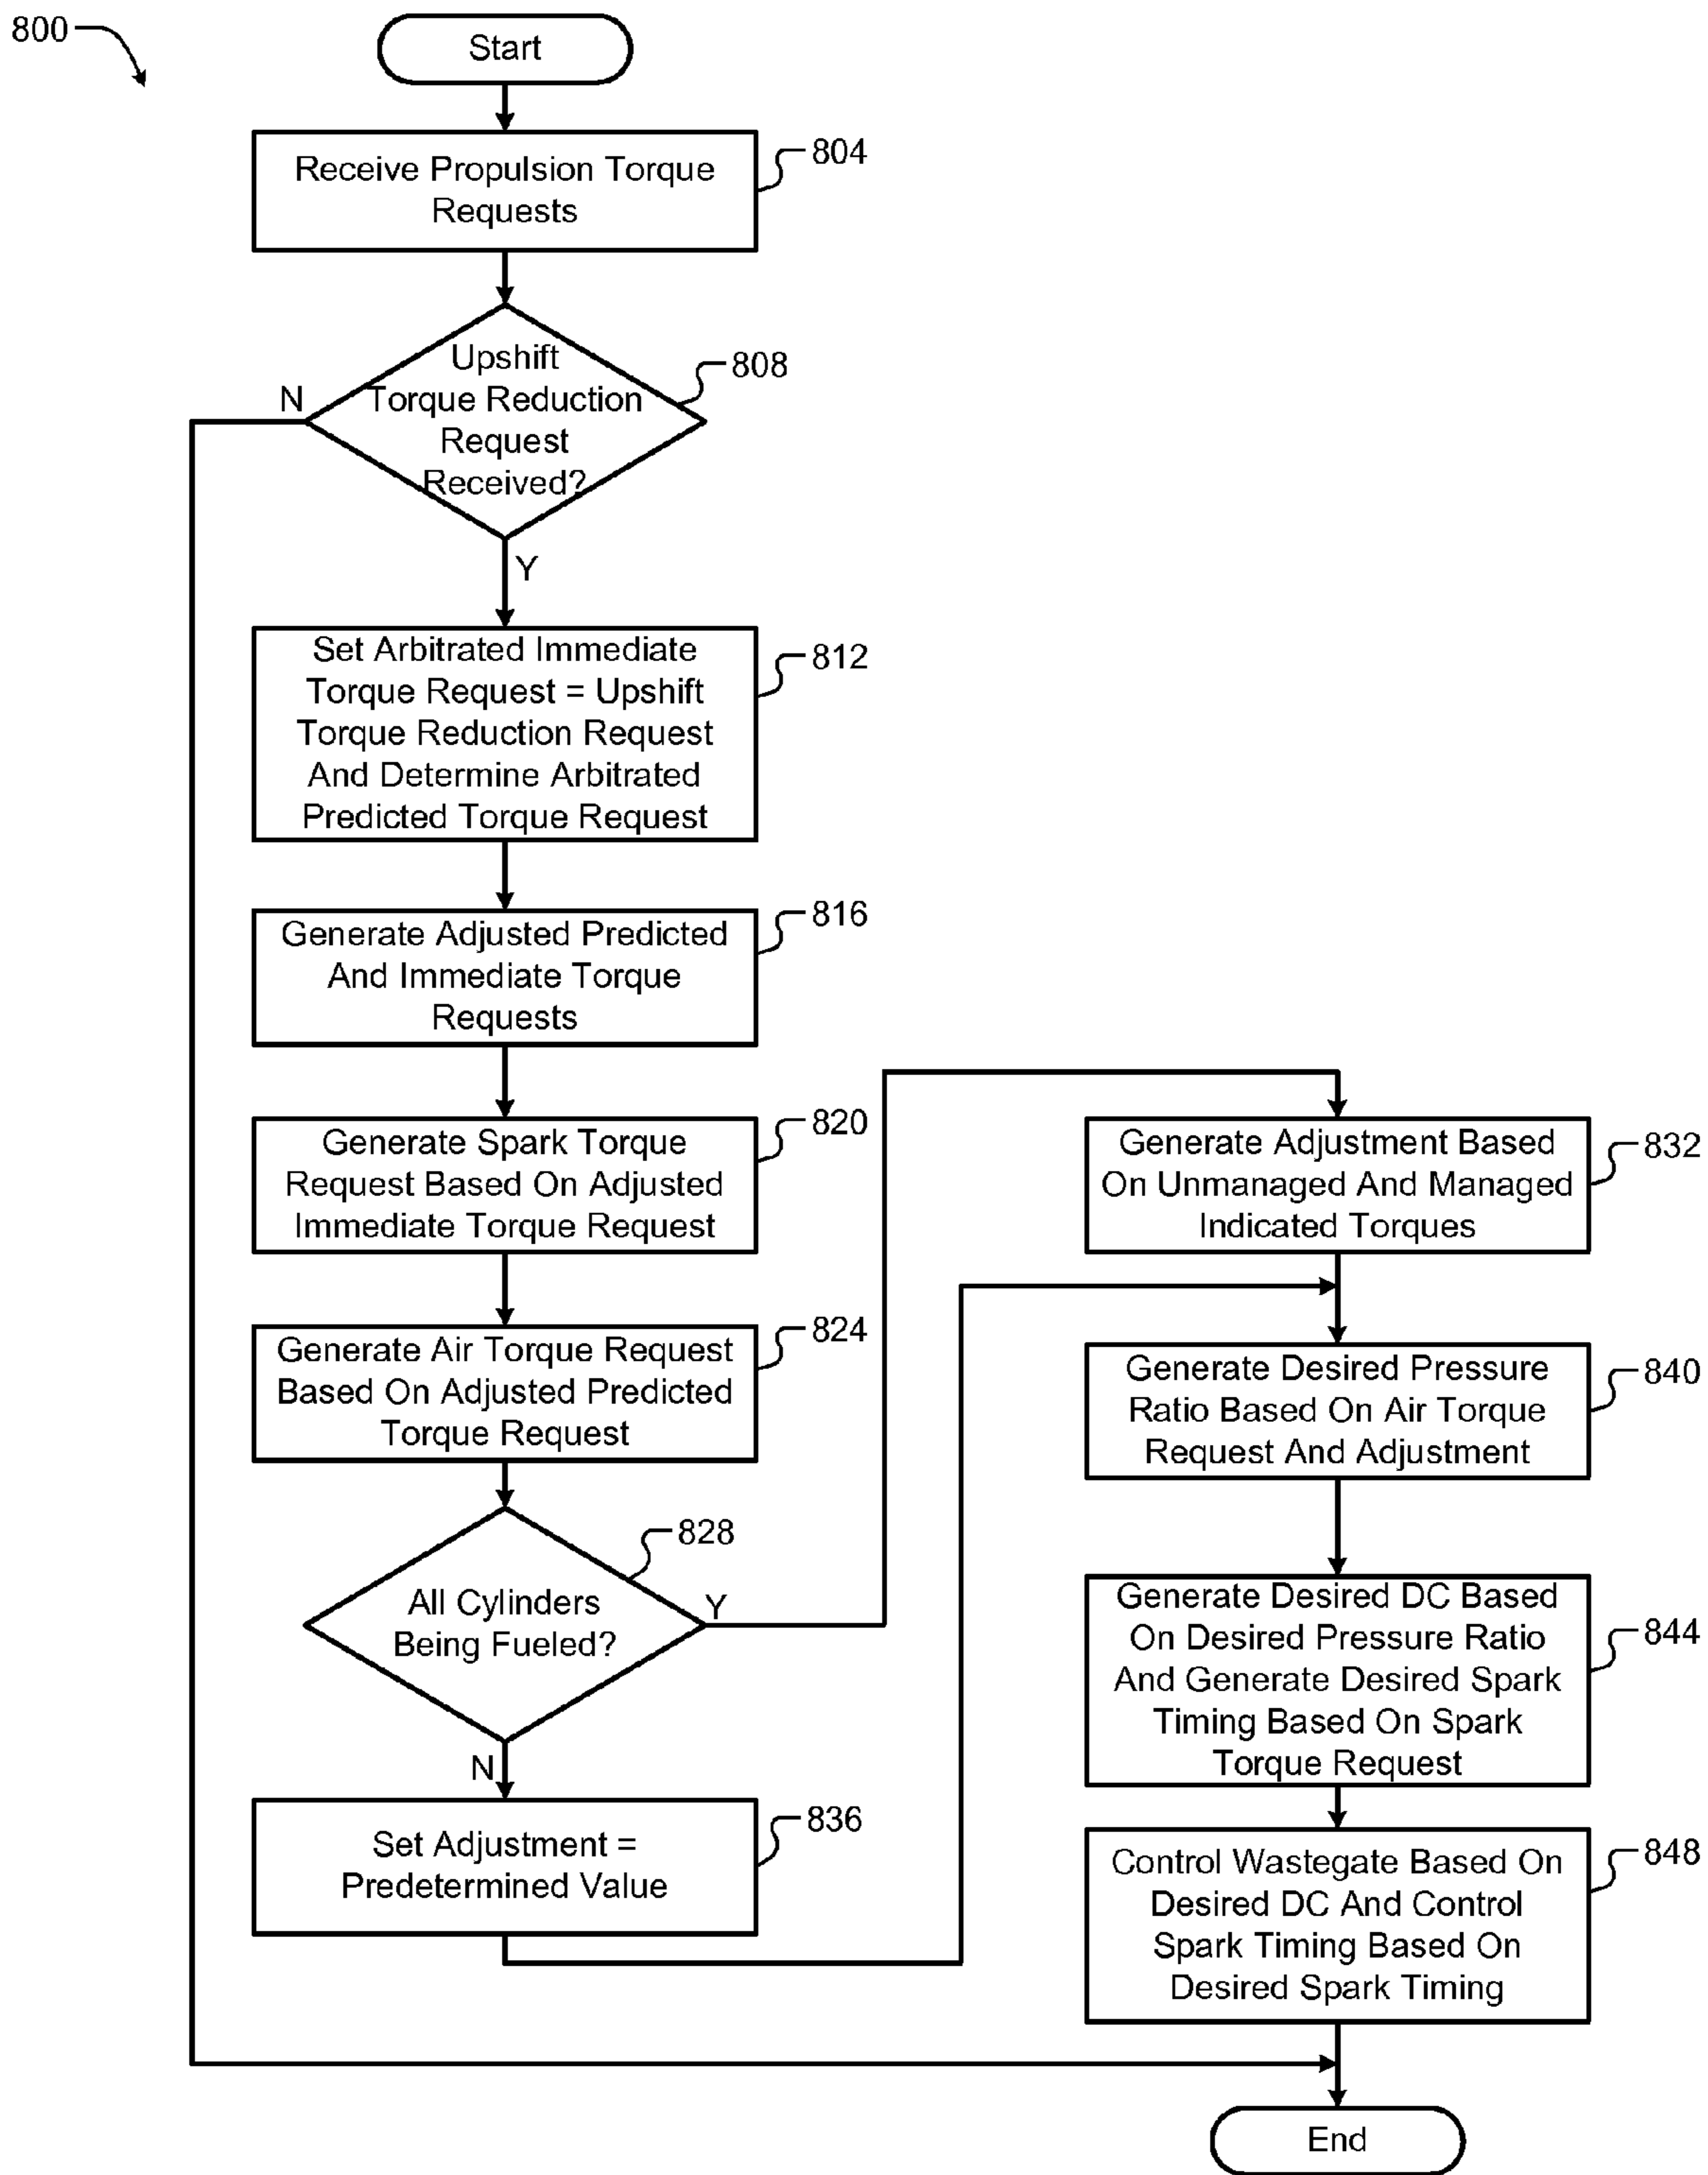 800
Start
Receive Propulsion Torque
Requests
804
Upshift
Torque Reduction
Request
Received?
808
N
Y
Set Arbitrated Immediate
Torque Request = Upshift
Torque Reduction Request
And Determine Arbitrated
Predicted Torque Request
812
Generate Adjusted Predicted
And Immediate Torque
Requests
816
Generate Spark Torque
Request Based On Adjusted
Immediate Torque Request
820
Generate Air Torque Request
Based On Adjusted Predicted
Torque Request
824
All Cylinders
Being Fueled?
828
Y
N
Set Adjustment =
Predetermined Value
836
Generate Adjustment Based
On Unmanaged And Managed
Indicated Torques
832
Generate Desired Pressure
Ratio Based On Air Torque
Request And Adjustment
840
Generate Desired DC Based
On Desired Pressure Ratio
And Generate Desired Spark
Timing Based On Spark
Torque Request
844
Control Wastegate Based On
Desired DC And Control
Spark Timing Based On
Desired Spark Timing
848
End